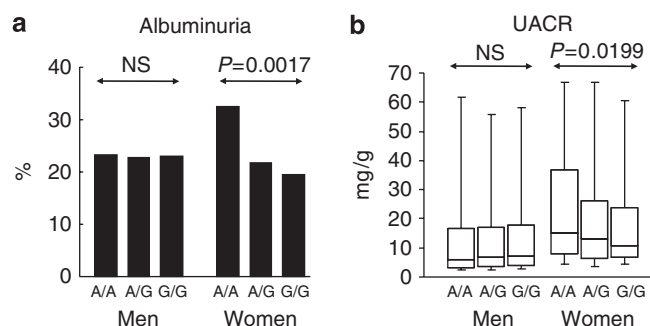 a
Albuminuria
NS
P=0.0017
40
30
20
10
0
%
A/A A/G G/G
A/A A/G G/G
Men
Women
b
UACR
NS
P=0.0199
70
60
50
40
30
20
10
0
mg/g
A/A A/G G/G
A/A A/G G/G
Men
Women